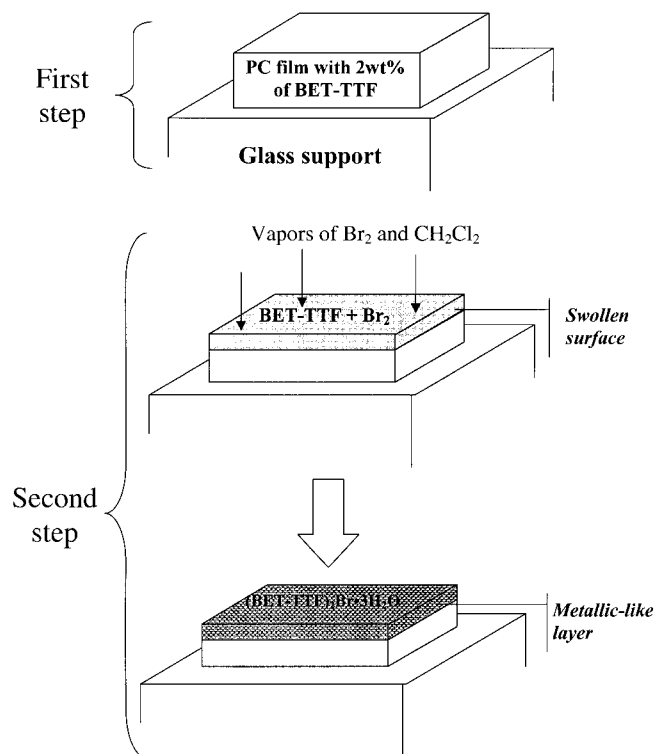 First
step
PC film with 2wt%
of BET-TTF
Glass support
Second
step
Vapors of Br₂ and CH₂Cl₂
BET-TTF + Br₂
Swollen
surface
(BET-TTF)₂Br·3H₂O
Metallic-like
layer